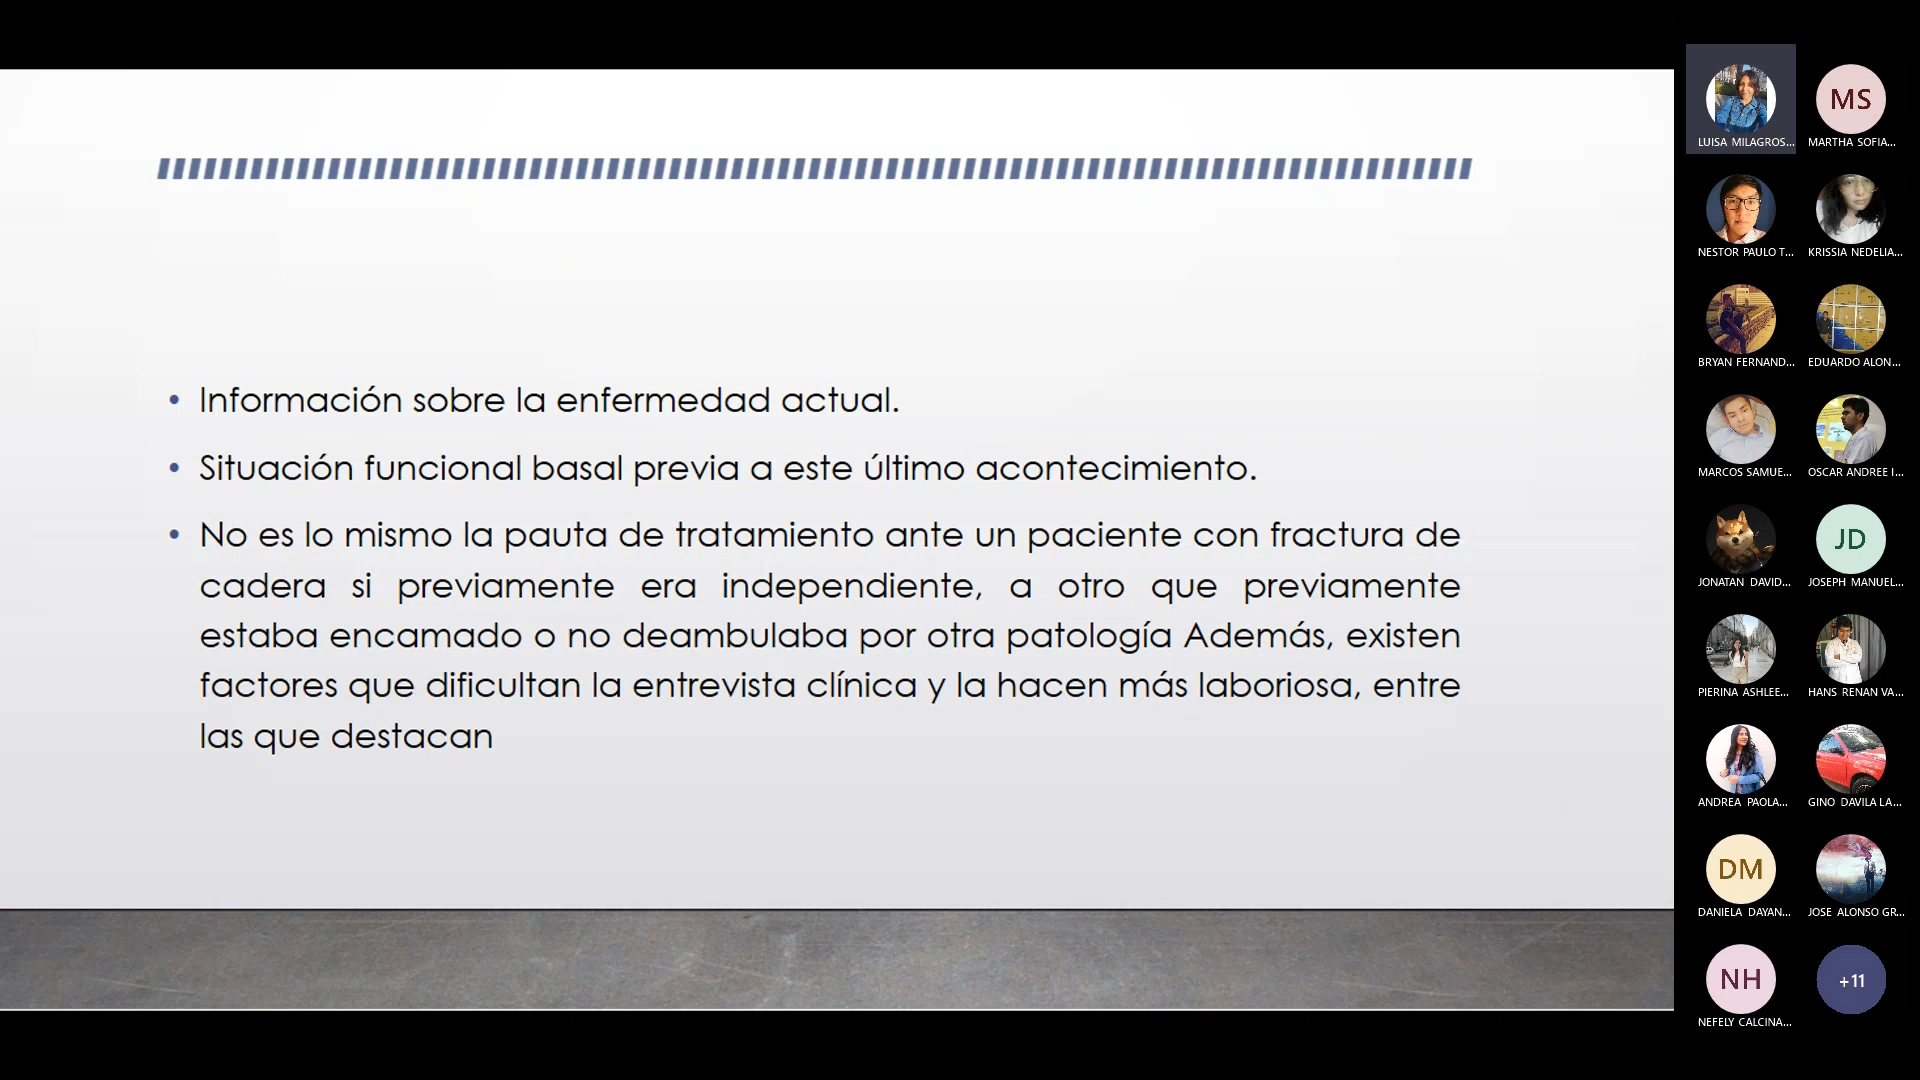 • Información sobre la enfermedad actual.
• Situación funcional basal previa a este último acontecimiento.
• No es lo mismo la pauta de tratamiento ante un paciente con fractura de
cadera si previamente era independiente, a otro que previamente
estaba encamado o no deambulaba por otra patología Además, existen
factores que dificultan la entrevista clínica y la hacen más laboriosa, entre
las que destacan
LUISA MILAGROS...
MS
MARTHA SOFIA...
NESTOR PAULO T...
KRISSIA NEDELIA...
BRYAN FERNAND...
EDUARDO ALON...
MARCOS SAMUE...
OSCAR ANDREE I...
JONATAN DAVID...
JD
JOSEPH MANUEL...
PIERINA ASHLEE...
HANS RENAN VA...
ANDREA PAOLA...
GINO DAVILA LA...
DM
DANIELA DAYAN...
JOSE ALONSO GR...
NH
NEFELY CALCINA...
+11